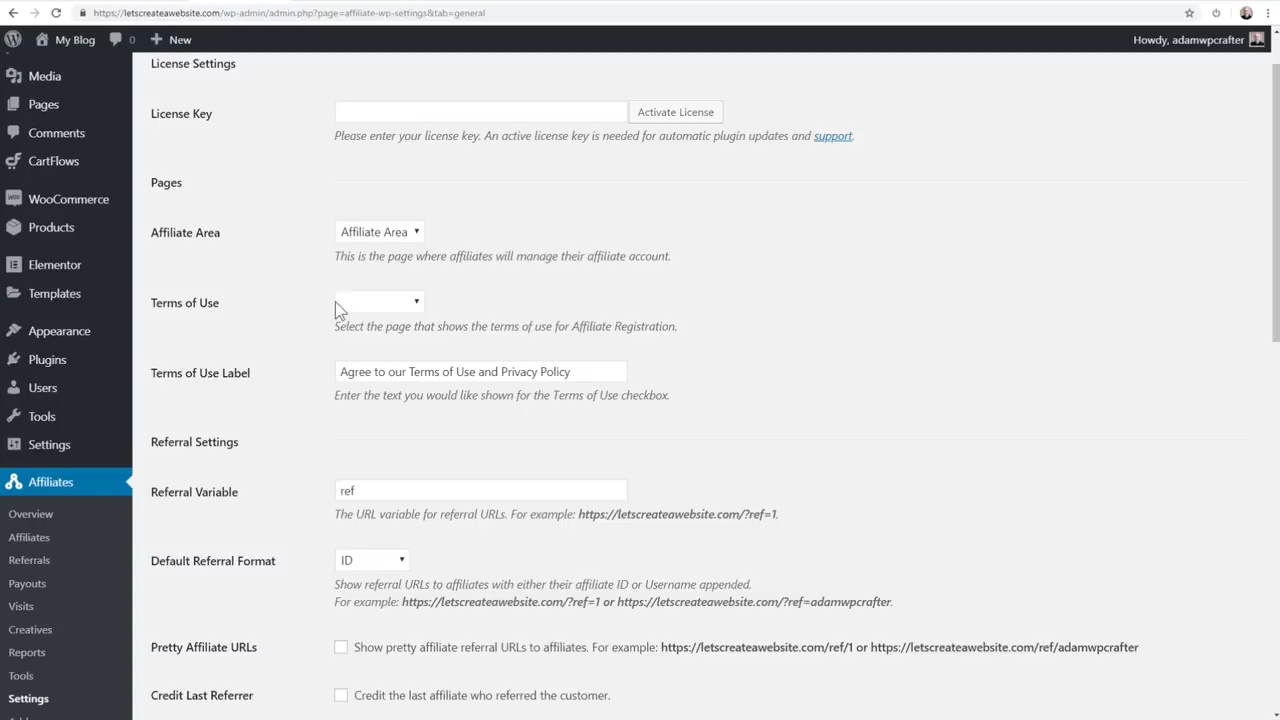 https://letscreateawebsite.com/wp-admin/admin.php?page=affiliate-wp-settings&tab=general
My Blog
0
New
Howdy, adamwpcrafter
Media
Pages
Comments
CartFlows
WooCommerce
Products
Elementor
Templates
Appearance
Plugins
Users
Tools
Settings
Affiliates
Overview
Affiliates
Referrals
Payouts
Visits
Creatives
Reports
Tools
Settings
License Settings
License Key
Activate License
Please enter your license key. An active license key is needed for automatic plugin updates and support.
Pages
Affiliate Area
Affiliate Area
This is the page where affiliates will manage their affiliate account.
Terms of Use
Select the page that shows the terms of use for Affiliate Registration.
Terms of Use Label
Agree to our Terms of Use and Privacy Policy
Enter the text you would like shown for the Terms of Use checkbox.
Referral Settings
Referral Variable
ref
The URL variable for referral URLs. For example: https://letscreateawebsite.com/?ref=1.
Default Referral Format
ID
Show referral URLs to affiliates with either their affiliate ID or Username appended.
For example: https://letscreateawebsite.com/?ref=1 or https://letscreateawebsite.com/?ref=adamwpcrafter.
Pretty Affiliate URLs
Show pretty affiliate referral URLs to affiliates. For example: https://letscreateawebsite.com/ref/1 or https://letscreateawebsite.com/ref/adamwpcrafter
Credit Last Referrer
Credit the last affiliate who referred the customer.